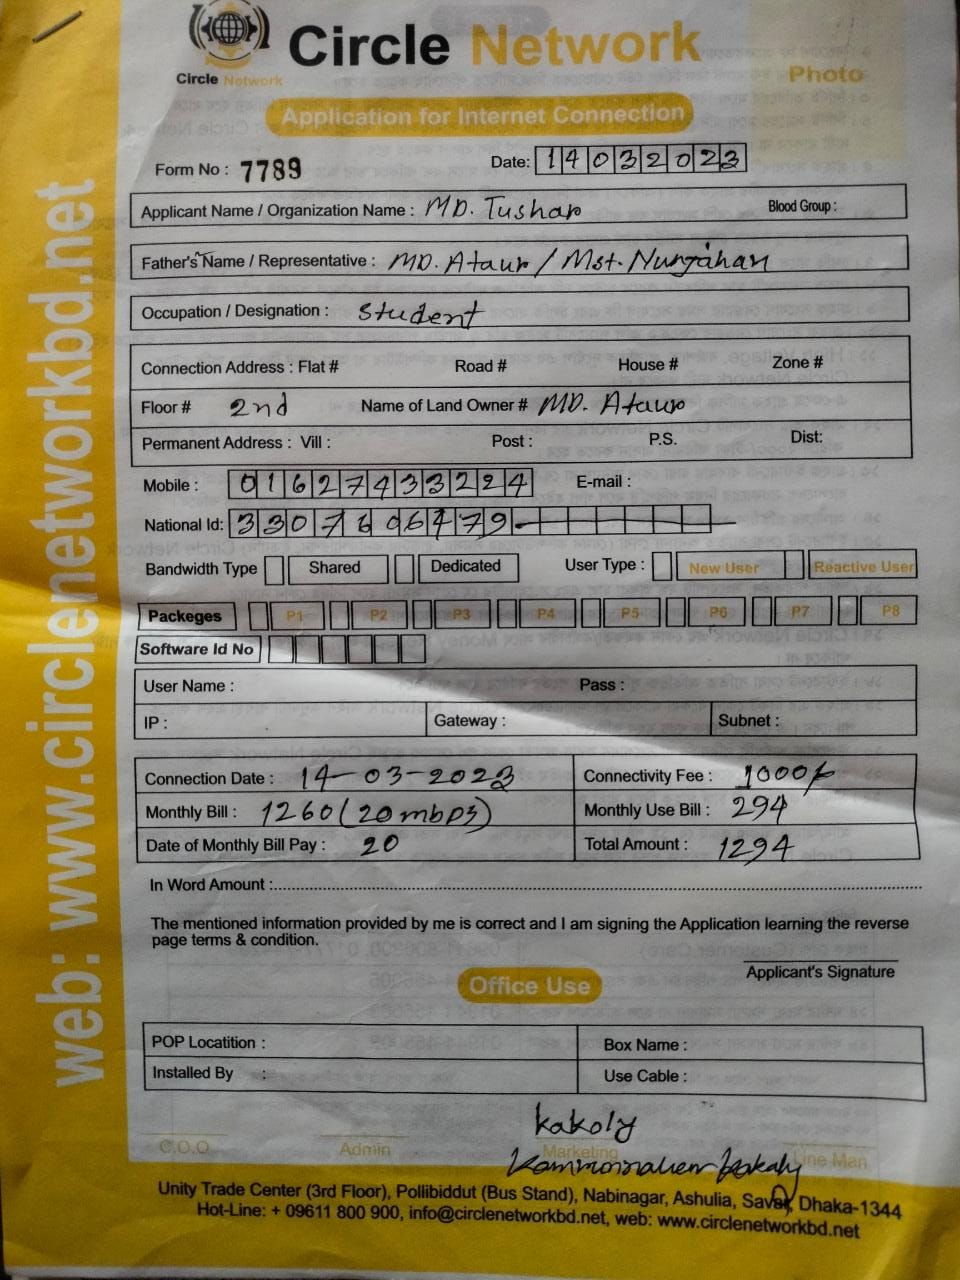 Circle Network
Circle Network
Photo
Application for Internet Connection
Form No : 7789
Date: 14032023
Applicant Name / Organization Name : MD. Tushar
Blood Group :
Father's Name / Representative : MD. Ataur / Mst. Nurjahan
Occupation / Designation : Student
Connection Address : Flat # Road # House # Zone #
Floor # 2nd Name of Land Owner # MD. Ataur
Permanent Address : Vill : Post : P.S. Dist:
Mobile : 01627433224 E-mail :
National Id: 3307606479
Bandwidth Type Shared Dedicated User Type : New User Reactive User
Packeges P1 P2 P3 P4 P5 P6 P7 P8
Software Id No
User Name : Pass :
IP : Gateway : Subnet :
Connection Date : 14-03-2023 Connectivity Fee : 1000/-
Monthly Bill : 1260 (20 mbps) Monthly Use Bill : 294
Date of Monthly Bill Pay : 20 Total Amount : 1294
In Word Amount :
The mentioned information provided by me is correct and I am signing the Application learning the reverse
page terms & condition.
Applicant's Signature
Office Use
POP Locatition : Box Name :
Installed By : Use Cable :
kakoly
C.O.O Admin Marketing Line Man
Unity Trade Center (3rd Floor), Pollibiddut (Bus Stand), Nabinagar, Ashulia, Savar, Dhaka-1344
Hot-Line: + 09611 800 900, info@circlenetworkbd.net, web: www.circlenetworkbd.net
web: www.circlenetworkbd.net